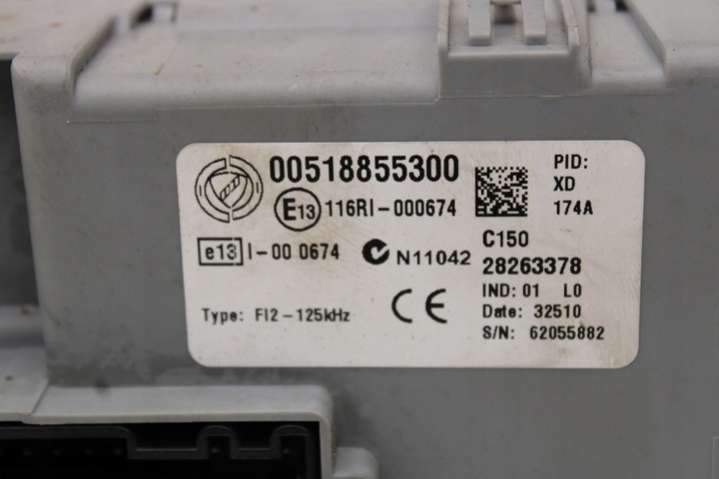 00518855300
E13 116RI-000674
e13 I-00 0674
N11042
Type: FI2-125kHz
CE
PID:
XD
174A
C150
28263378
IND: 01 L0
Date: 32510
S/N: 62055882